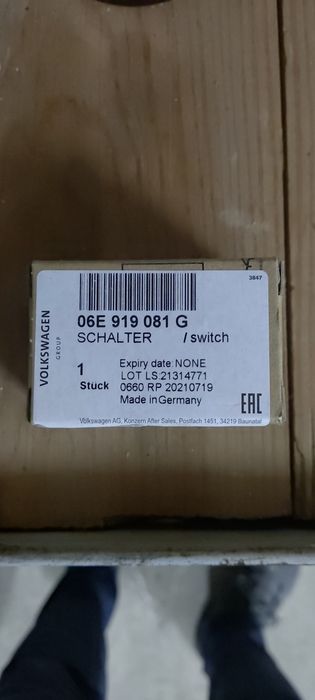 3847
VOLKSWAGEN
GROUP
06E 919 081 G
SCHALTER / switch
1
Stück
Expiry date: NONE
LOT LS.21314771
0660 RP 20210719
Made in Germany
EAC
Volkswagen AG, Konzern After Sales, Postfach 1451, 34219 Baunatal